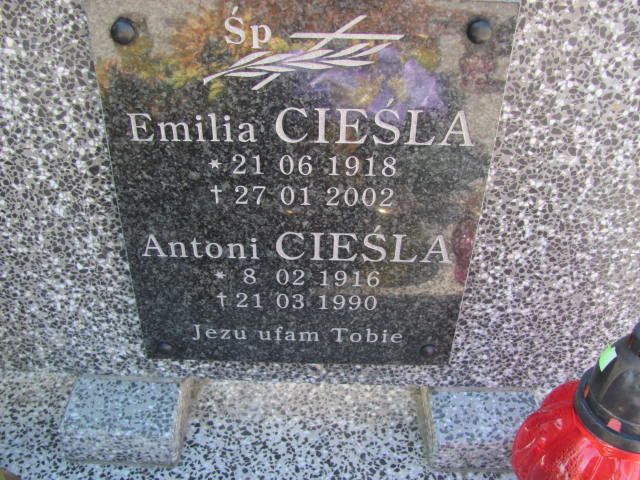 Śp
Emilia CIEŚLA
* 21 06 1918
† 27 01 2002
Antoni CIEŚLA
* 8 02 1916
† 21 03 1990
Jezu ufam Tobie